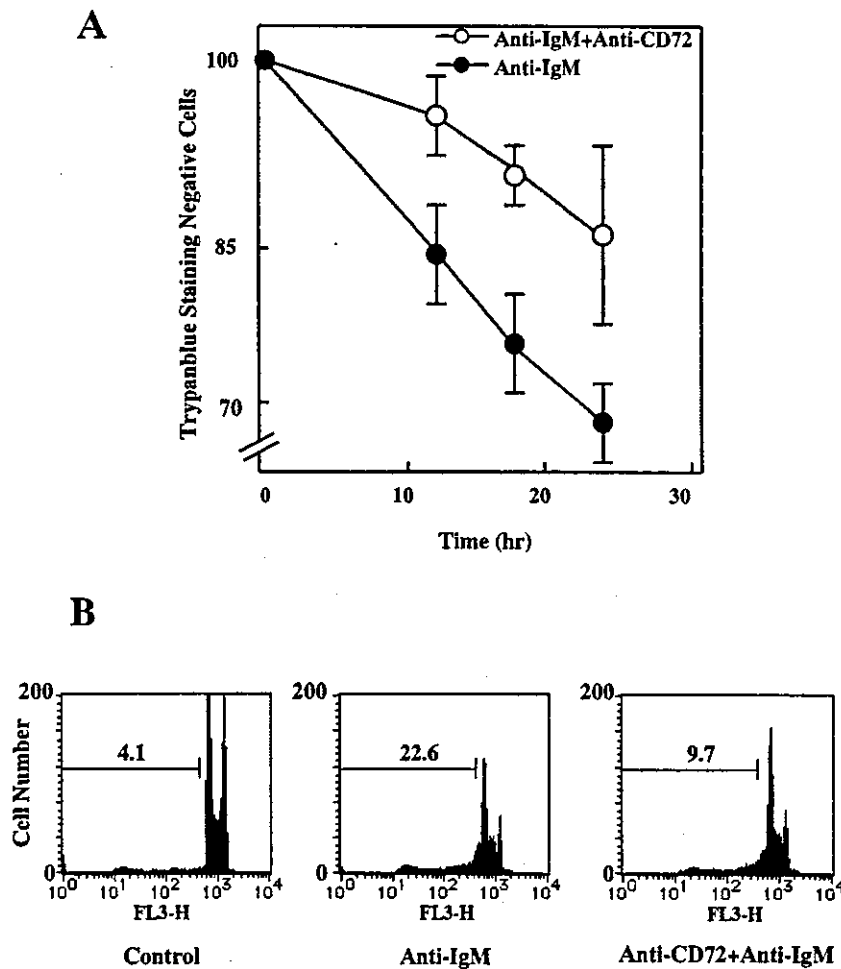 A
Anti-IgM+Anti-CD72
Anti-IgM
Trypanblue Staining Negative Cells
100
85
70
0 10 20 30
Time (hr)
B
Cell Number
200
4.1
0
10^0 10^1 10^2 10^3 10^4
FL3-H
Control
200
22.6
0
10^0 10^1 10^2 10^3 10^4
FL3-H
Anti-IgM
200
9.7
0
10^0 10^1 10^2 10^3 10^4
FL3-H
Anti-CD72+Anti-IgM